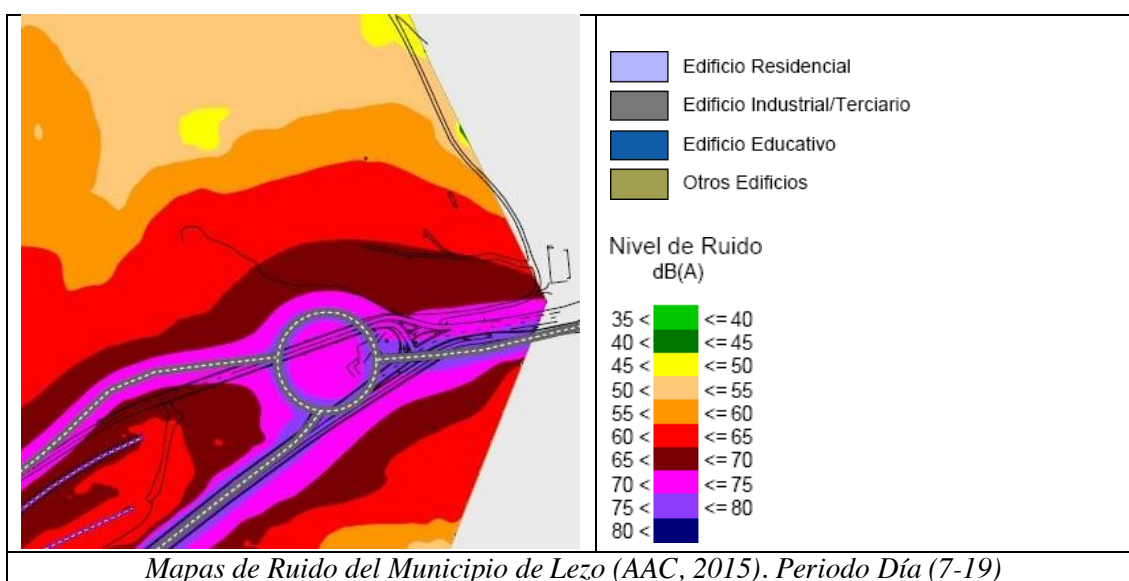 Edificio Residencial
Edificio Industrial/Terciario
Edificio Educativo
Otros Edificios
Nivel de Ruido
dB(A)
35 < <= 40
40 < <= 45
45 < <= 50
50 < <= 55
55 < <= 60
60 < <= 65
65 < <= 70
70 < <= 75
75 < <= 80
80 <
Mapas de Ruido del Municipio de Lezo (AAC, 2015). Periodo Día (7-19)